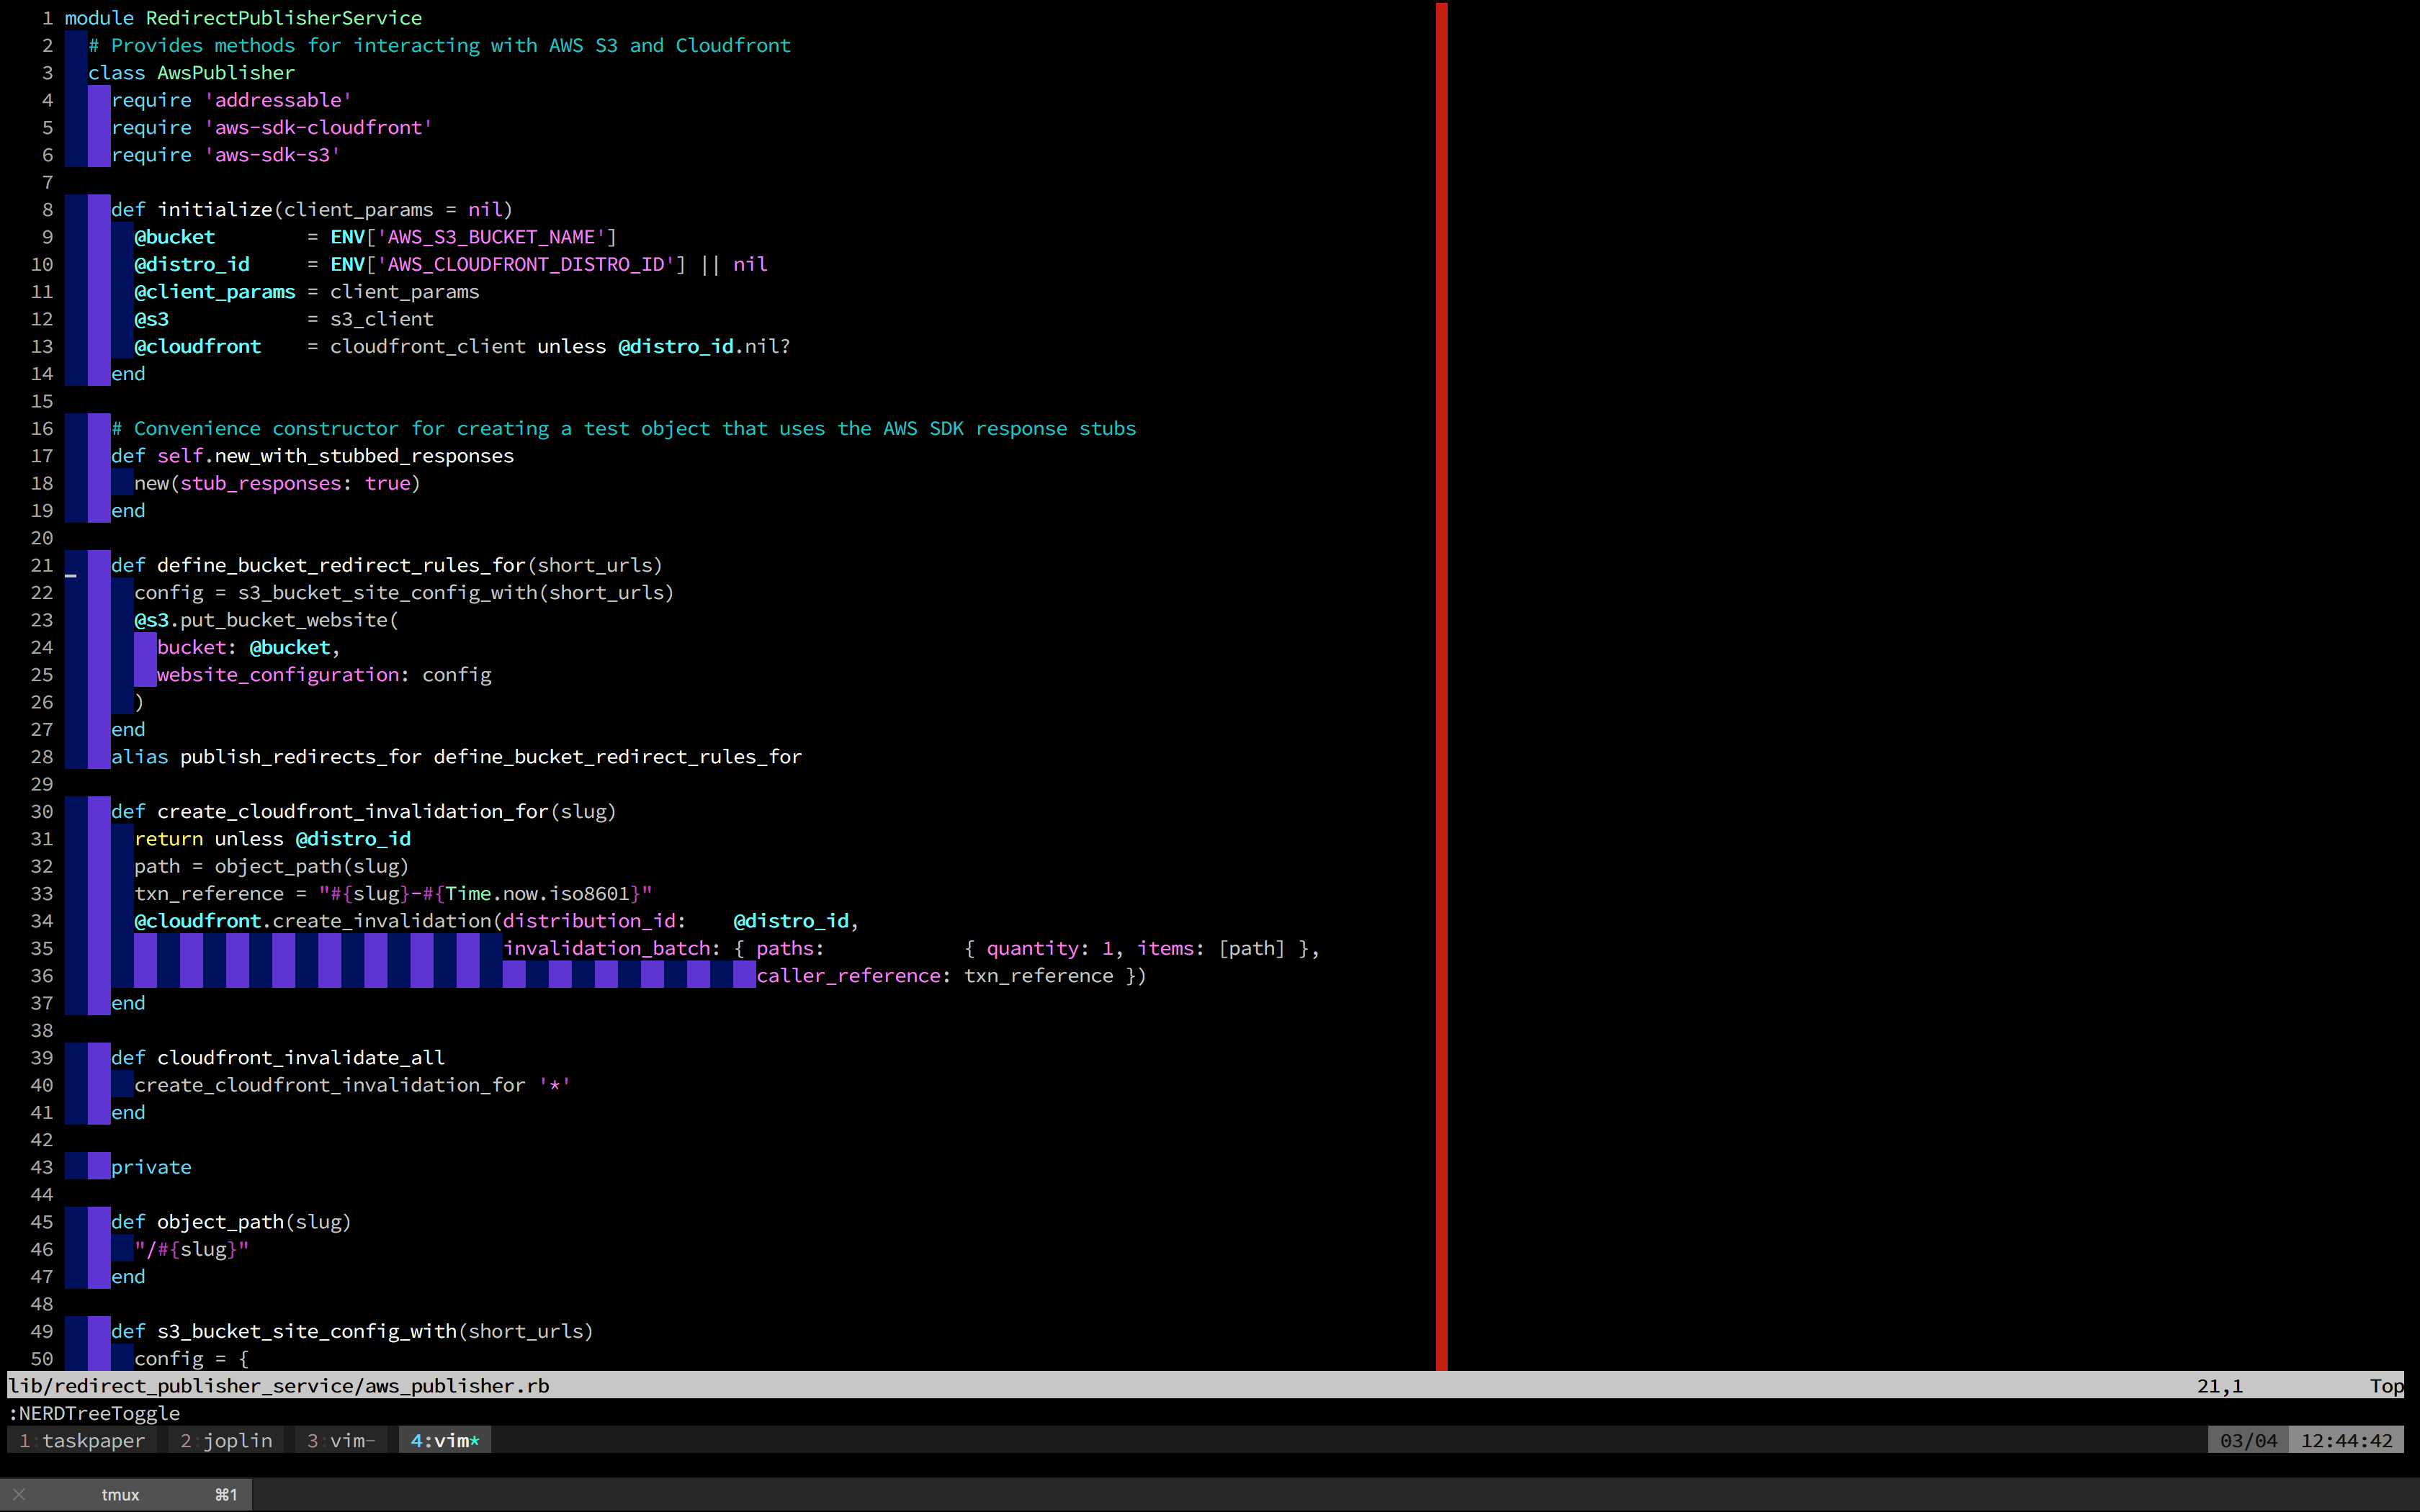 1 module RedirectPublisherService
2   # Provides methods for interacting with AWS S3 and Cloudfront
3   class AwsPublisher
4     require 'addressable'
5     require 'aws-sdk-cloudfront'
6     require 'aws-sdk-s3'
7
8     def initialize(client_params = nil)
9       @bucket        = ENV['AWS_S3_BUCKET_NAME']
10       @distro_id     = ENV['AWS_CLOUDFRONT_DISTRO_ID'] || nil
11       @client_params = client_params
12       @s3            = s3_client
13       @cloudfront    = cloudfront_client unless @distro_id.nil?
14     end
15
16     # Convenience constructor for creating a test object that uses the AWS SDK response stubs
17     def self.new_with_stubbed_responses
18       new(stub_responses: true)
19     end
20
21     def define_bucket_redirect_rules_for(short_urls)
22       config = s3_bucket_site_config_with(short_urls)
23       @s3.put_bucket_website(
24         bucket: @bucket,
25         website_configuration: config
26       )
27     end
28     alias publish_redirects_for define_bucket_redirect_rules_for
29
30     def create_cloudfront_invalidation_for(slug)
31       return unless @distro_id
32       path = object_path(slug)
33       txn_reference = "#{slug}-#{Time.now.iso8601}"
34       @cloudfront.create_invalidation(distribution_id:    @distro_id,
35                                       invalidation_batch: { paths:            { quantity: 1, items: [path] },
36                                                             caller_reference: txn_reference })
37     end
38
39     def cloudfront_invalidate_all
40       create_cloudfront_invalidation_for '*'
41     end
42
43     private
44
45     def object_path(slug)
46       "/#{slug}"
47     end
48
49     def s3_bucket_site_config_with(short_urls)
50       config = {
lib/redirect_publisher_service/aws_publisher.rb 21,1 Top
:NERDTreeToggle
1:taskpaper 2:joplin 3:vim- 4:vim* 03/04 12:44:42
tmux ⌘1